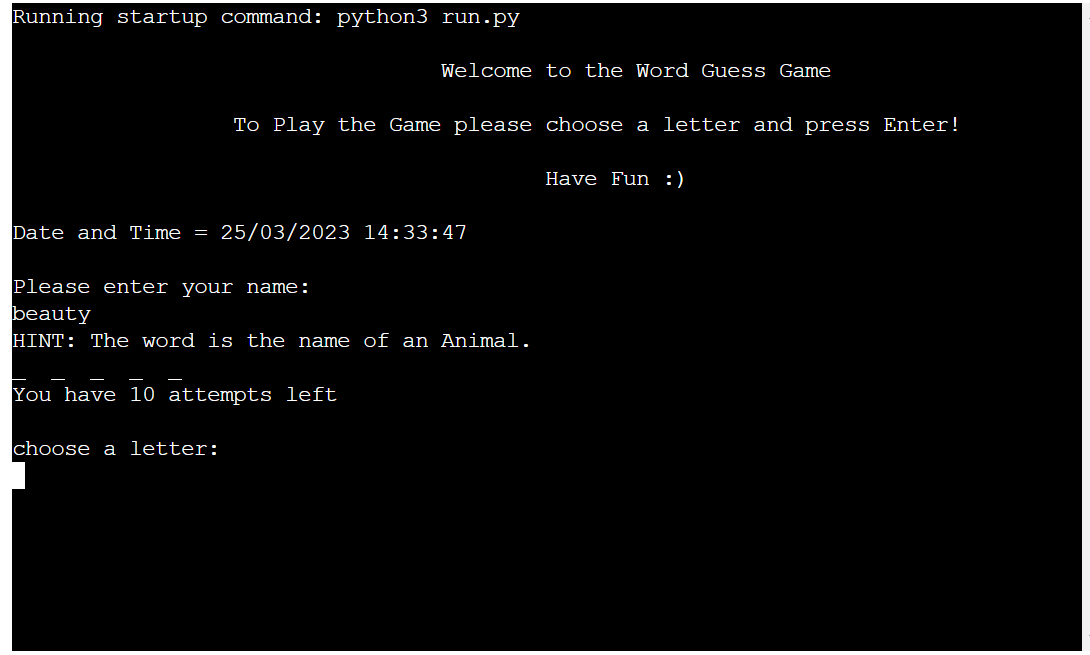 Running startup command: python3 run.py
Welcome to the Word Guess Game
To Play the Game please choose a letter and press Enter!
Have Fun :)
Date and Time = 25/03/2023 14:33:47
Please enter your name:
beauty
HINT: The word is the name of an Animal.
_ _ _ _ _
You have 10 attempts left
choose a letter: